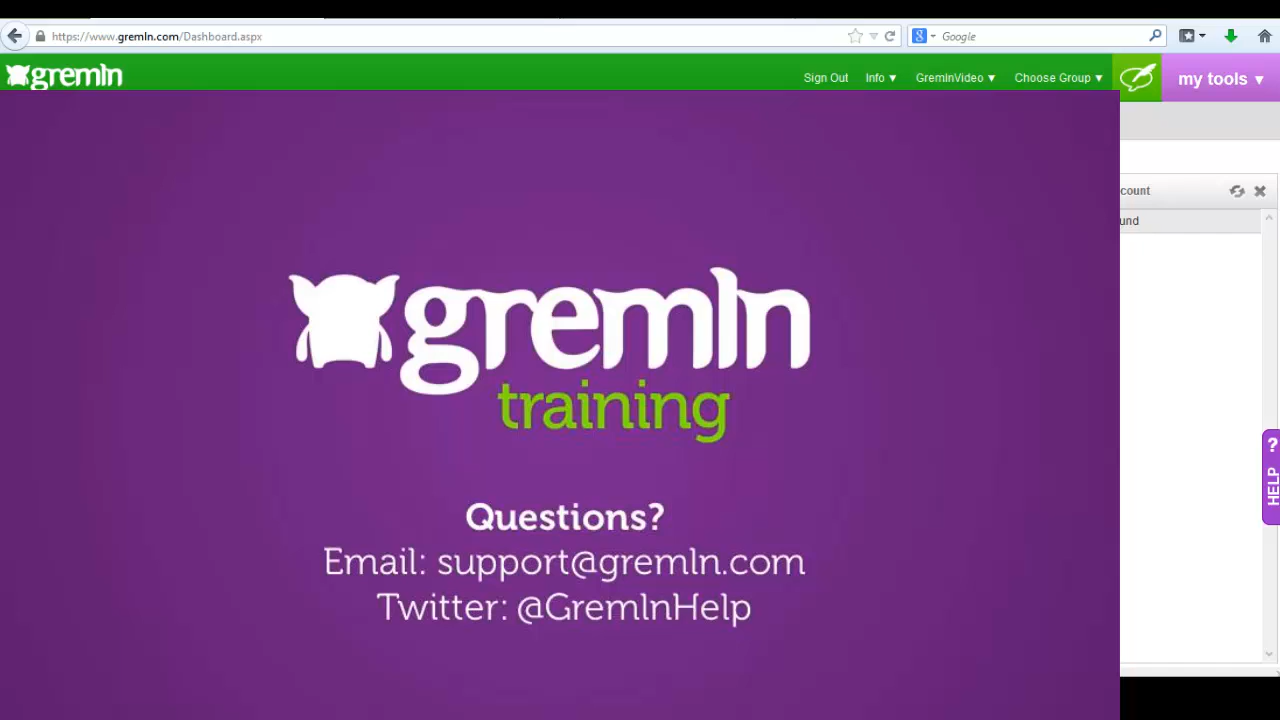 https://www.gremln.com/Dashboard.aspx
Google
gremln
Sign Out
Info
GremlnVideo
Choose Group
my tools
count
und
gremln
training
Questions?
Email: support@gremln.com
Twitter: @GremlnHelp
HELP ?